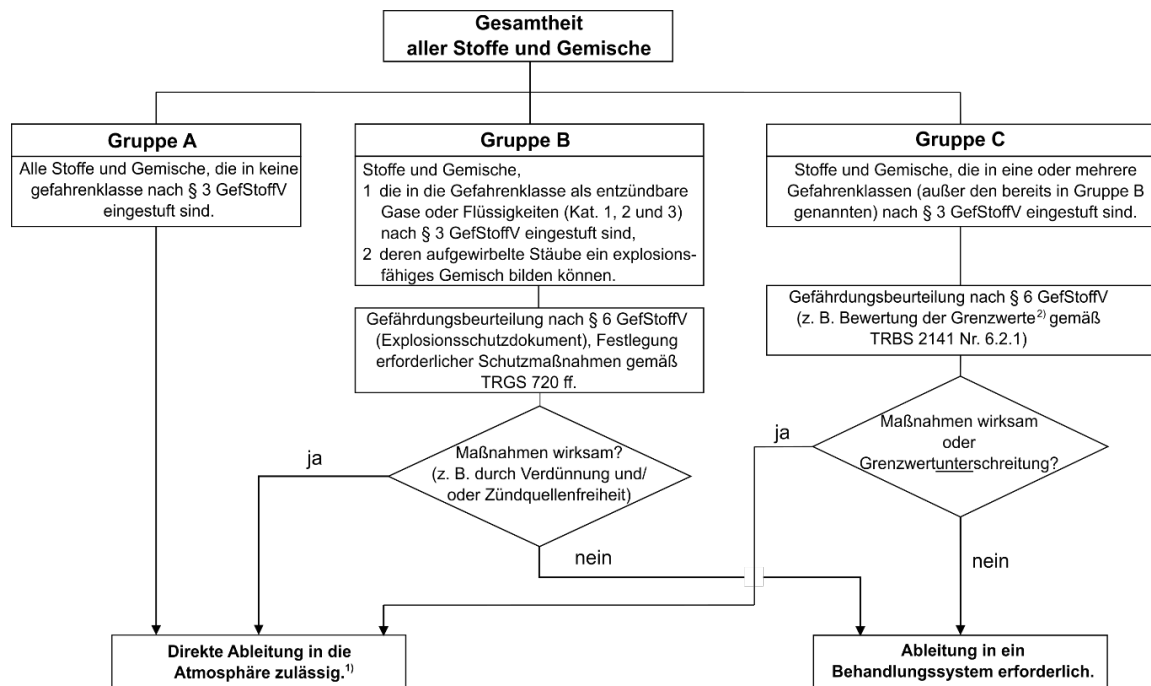 Gesamtheit
aller Stoffe und Gemische
Gruppe A
Alle Stoffe und Gemische, die in keine
gefahrenklasse nach § 3 GefStoffV
eingestuft sind.
Gruppe B
Stoffe und Gemische,
1 die in die Gefahrenklasse als entzündbare
Gase oder Flüssigkeiten (Kat. 1, 2 und 3)
nach § 3 GefStoffV eingestuft sind,
2 deren aufgewirbelte Stäube ein explosions-
fähiges Gemisch bilden können.
Gruppe C
Stoffe und Gemische, die in eine oder mehrere
Gefahrenklassen (außer den bereits in Gruppe B
genannten) nach § 3 GefStoffV eingestuft sind.
Gefährdungsbeurteilung nach § 6 GefStoffV
(Explosionsschutzdokument), Festlegung
erforderlicher Schutzmaßnahmen gemäß
TRGS 720 ff.
Gefährdungsbeurteilung nach § 6 GefStoffV
(z. B. Bewertung der Grenzwerte2) gemäß
TRBS 2141 Nr. 6.2.1)
Maßnahmen wirksam?
(z. B. durch Verdünnung und/
oder Zündquellenfreiheit)
ja
nein
Maßnahmen wirksam
oder
Grenzwertunterschreitung?
ja
nein
Direkte Ableitung in die
Atmosphäre zulässig.1)
Ableitung in ein
Behandlungssystem erforderlich.